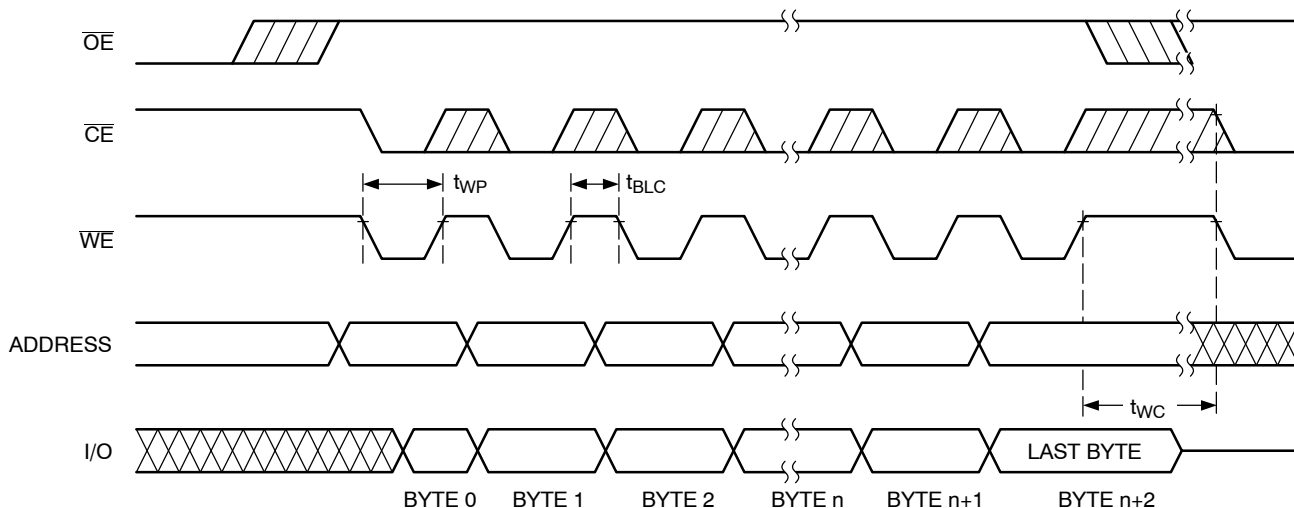 OE
CE
tWP
tBLC
WE
ADDRESS
tWC
I/O
LAST BYTE
BYTE 0 BYTE 1 BYTE 2 BYTE n BYTE n+1 BYTE n+2